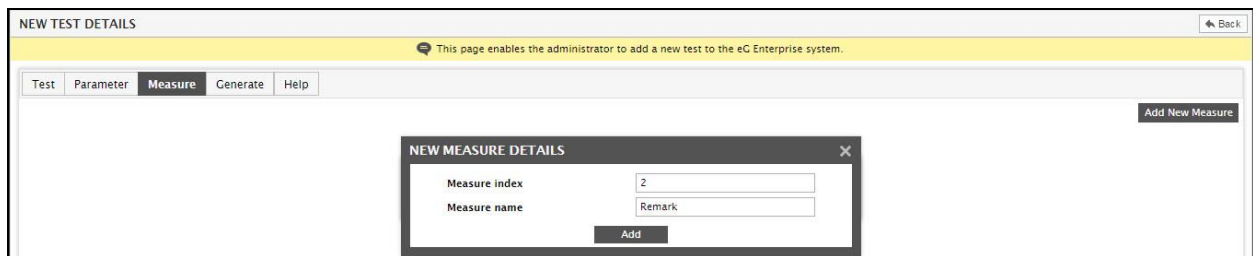 NEW TEST DETAILS
Back
This page enables the administrator to add a new test to the eG Enterprise system.
Test Parameter Measure Generate Help
Add New Measure
NEW MEASURE DETAILS
Measure index 2
Measure name Remark
Add